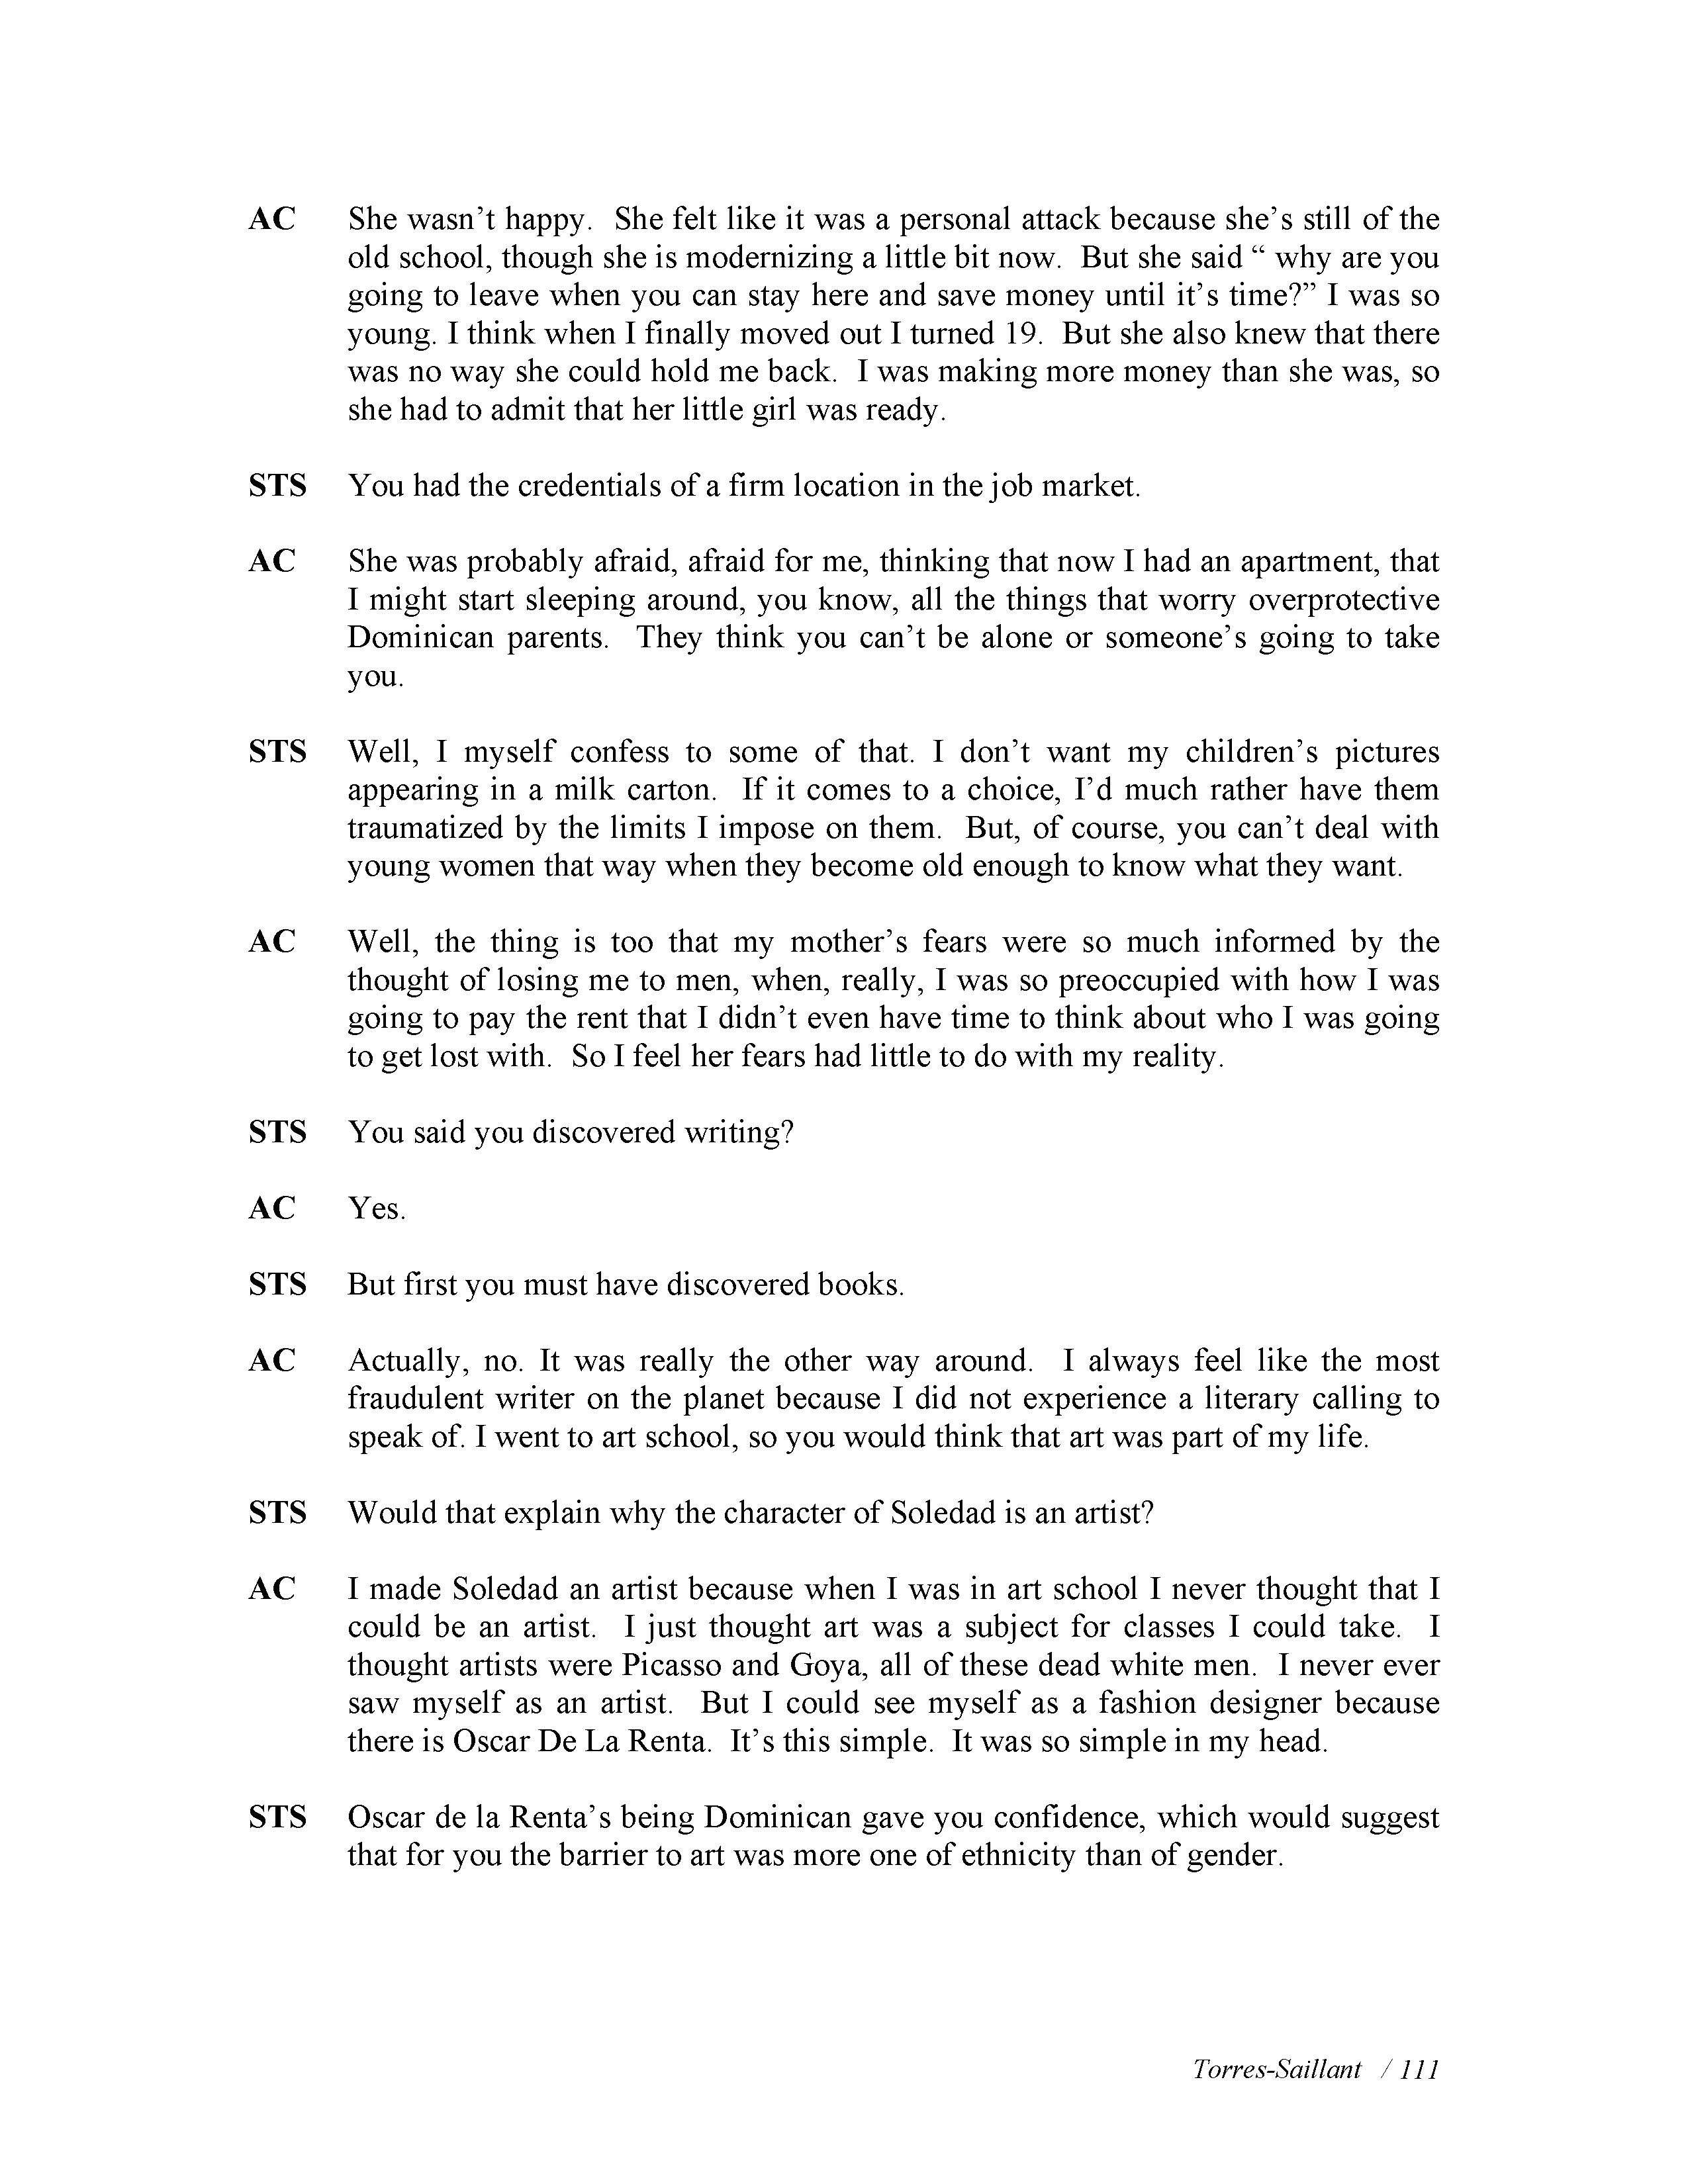 AC She wasn’t happy.  She felt like it was a personal attack because she’s still of the
old school, though she is modernizing a little bit now.  But she said “ why are you
going to leave when you can stay here and save money until it’s time?” I was so
young. I think when I finally moved out I turned 19.  But she also knew that there
was no way she could hold me back.  I was making more money than she was, so
she had to admit that her little girl was ready.
STS You had the credentials of a firm location in the job market.
AC She was probably afraid, afraid for me, thinking that now I had an apartment, that
I might start sleeping around, you know, all the things that worry overprotective
Dominican parents.  They think you can’t be alone or someone’s going to take
you.
STS Well, I myself confess to some of that. I don’t want my children’s pictures
appearing in a milk carton.  If it comes to a choice, I’d much rather have them
traumatized by the limits I impose on them.  But, of course, you can’t deal with
young women that way when they become old enough to know what they want.
AC Well, the thing is too that my mother’s fears were so much informed by the
thought of losing me to men, when, really, I was so preoccupied with how I was
going to pay the rent that I didn’t even have time to think about who I was going
to get lost with.  So I feel her fears had little to do with my reality.
STS You said you discovered writing?
AC Yes.
STS But first you must have discovered books.
AC Actually, no. It was really the other way around.  I always feel like the most
fraudulent writer on the planet because I did not experience a literary calling to
speak of. I went to art school, so you would think that art was part of my life.
STS Would that explain why the character of Soledad is an artist?
AC I made Soledad an artist because when I was in art school I never thought that I
could be an artist.  I just thought art was a subject for classes I could take.  I
thought artists were Picasso and Goya, all of these dead white men.  I never ever
saw myself as an artist.  But I could see myself as a fashion designer because
there is Oscar De La Renta.  It’s this simple.  It was so simple in my head.
STS Oscar de la Renta’s being Dominican gave you confidence, which would suggest
that for you the barrier to art was more one of ethnicity than of gender.
Torres-Saillant / 111